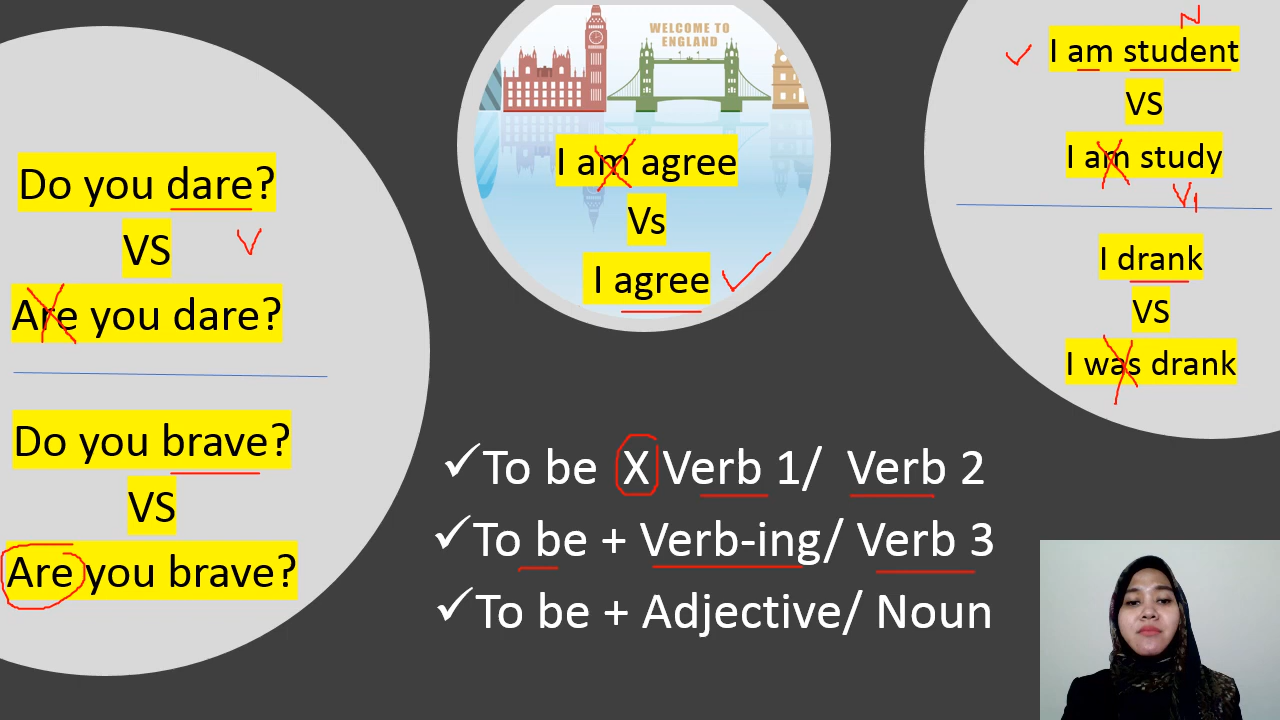 Do you dare?
VS
V
Are you dare?
Do you brave?
VS
Are you brave?
WELCOME TO
ENGLAND
I am agree
Vs
I agree
N
I am student
VS
I am study
V1
I drank
VS
I was drank
✓To be X Verb 1/ Verb 2
✓To be + Verb-ing/ Verb 3
✓To be + Adjective/ Noun